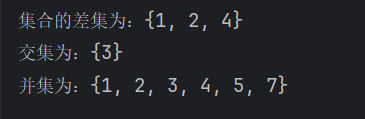 集合的差集为：{1, 2, 4}
交集为：{3}
并集为：{1, 2, 3, 4, 5, 7}